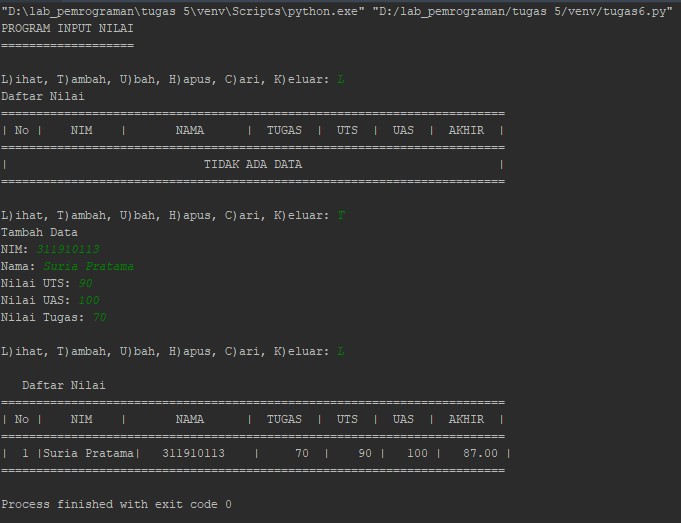 "D:\lab_pemrograman\tugas 5\venv\Scripts\python.exe" "D:/lab_pemrograman/tugas 5/venv/tugas6.py"
PROGRAM INPUT NILAI
===================
L)ihat, T)ambah, U)bah, H)apus, C)ari, K)eluar: L
Daftar Nilai
========================================================================
| No |    NIM    |       NAMA      |  TUGAS  |  UTS  |  UAS  |  AKHIR  |
========================================================================
|                            TIDAK ADA DATA                            |
========================================================================
L)ihat, T)ambah, U)bah, H)apus, C)ari, K)eluar: T
Tambah Data
NIM: 311910113
Nama: Suria Pratama
Nilai UTS: 90
Nilai UAS: 100
Nilai Tugas: 70
L)ihat, T)ambah, U)bah, H)apus, C)ari, K)eluar: L
   Daftar Nilai
========================================================================
| No |    NIM    |       NAMA      |  TUGAS  |  UTS  |  UAS  |  AKHIR  |
========================================================================
|  1 |Suria Pratama|   311910113    |     70 |     90 |   100 |   87.00 |
========================================================================
Process finished with exit code 0